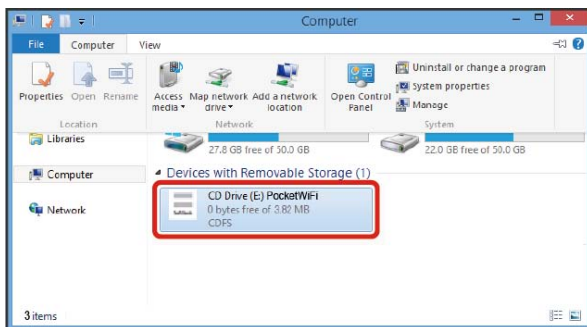 Computer
File Computer View
Properties Open Rename Access media Map network drive Add a network location Open Control Panel Uninstall or change a program
System properties
Manage
Location Network System
Libraries
27.8 GB free of 50.0 GB 22.0 GB free of 50.0 GB
Computer
Devices with Removable Storage (1)
CD Drive (E:) PocketWiFi
Network
0 bytes free of 3.82 MB
CDFS
3 items